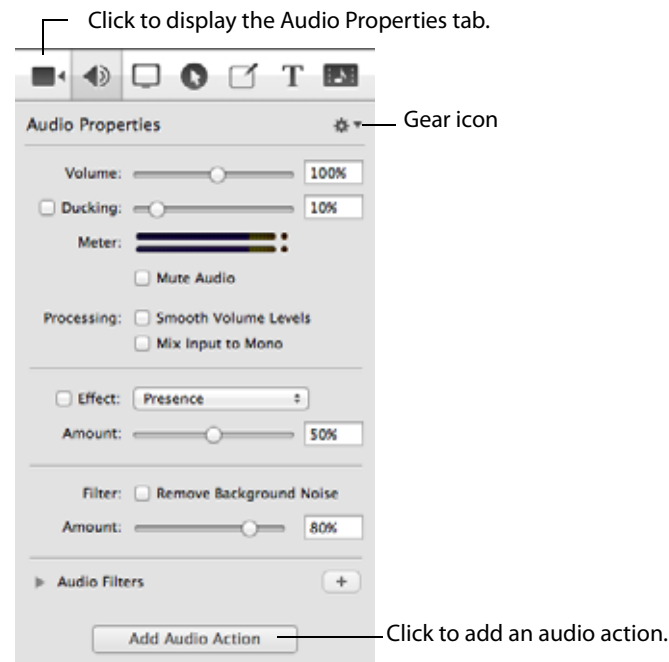 Click to display the Audio Properties tab.
T
Audio Properties
Gear icon
Volume: 100%
Ducking: 10%
Meter:
Mute Audio
Processing: Smooth Volume Levels
Mix Input to Mono
Effect: Presence
Amount: 50%
Filter: Remove Background Noise
Amount: 80%
Audio Filters +
Add Audio Action
Click to add an audio action.